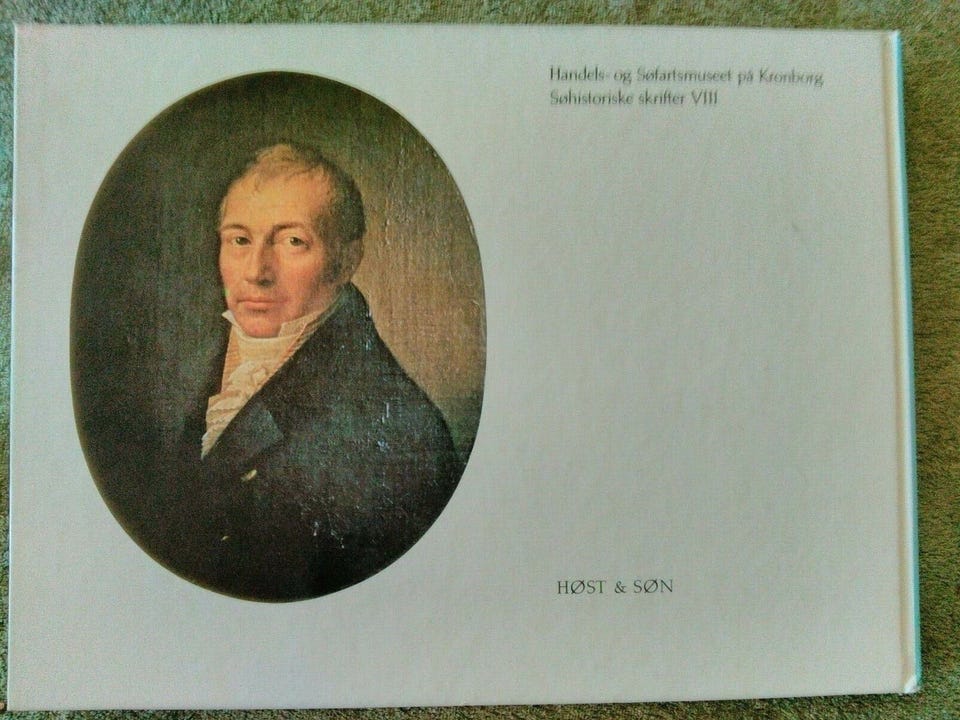 Handels- og Søfartsmuseet på Kronborg
Søhistoriske skrifter VIII
HØST & SØN